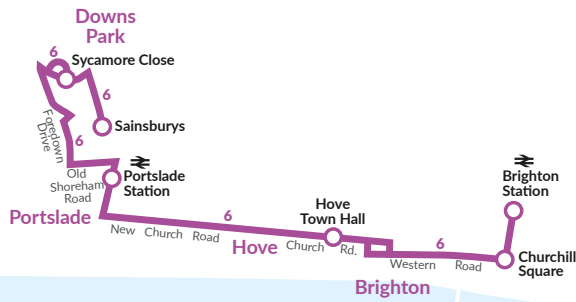 Downs
Park
6
Sycamore Close
6
Sainsburys
Foredown
Drive
6
Old
Shoreham
Road
Portslade
Station
Brighton
Station
Portslade
New Church Road
6
Hove
Town Hall
Hove
Church Rd.
6
Western Road
Churchill
Square
Brighton